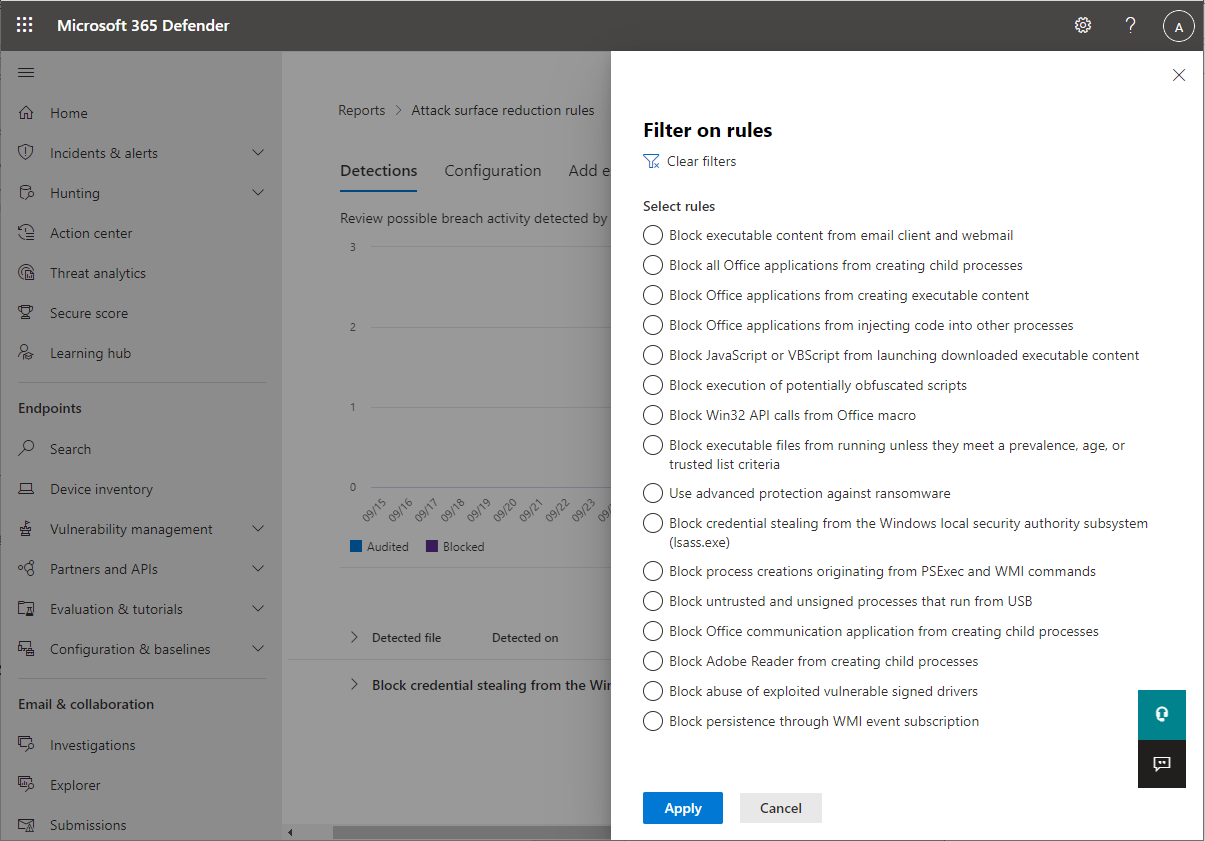 Microsoft 365 Defender
?
A
Home
Incidents & alerts
Hunting
Action center
Threat analytics
Secure score
Learning hub
Endpoints
Search
Device inventory
Vulnerability management
Partners and APIs
Evaluation & tutorials
Configuration & baselines
Email & collaboration
Investigations
Explorer
Submissions
Reports > Attack surface reduction rules
Detections Configuration Add e
Review possible breach activity detected by
3
2
1
0
09/15 09/16 09/17 09/18 09/19 09/20 09/21 09/22 09/23
Audited Blocked
Detected file Detected on
Block credential stealing from the Wi
Filter on rules
Clear filters
Select rules
Block executable content from email client and webmail
Block all Office applications from creating child processes
Block Office applications from creating executable content
Block Office applications from injecting code into other processes
Block JavaScript or VBScript from launching downloaded executable content
Block execution of potentially obfuscated scripts
Block Win32 API calls from Office macro
Block executable files from running unless they meet a prevalence, age, or
trusted list criteria
Use advanced protection against ransomware
Block credential stealing from the Windows local security authority subsystem
(lsass.exe)
Block process creations originating from PSExec and WMI commands
Block untrusted and unsigned processes that run from USB
Block Office communication application from creating child processes
Block Adobe Reader from creating child processes
Block abuse of exploited vulnerable signed drivers
Block persistence through WMI event subscription
Apply Cancel